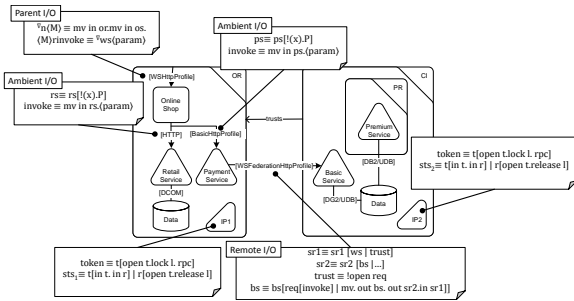 Parent I/O
ⱽn⟨M⟩ ≡ mv in or.mv in os.
⟨M⟩rinvoke ≡ ⱽws⟨param⟩
Ambient I/O
ps ≡ ps[!(x).P]
invoke ≡ mv in ps.⟨param⟩
Ambient I/O
rs ≡ rs[!(x).P]
invoke ≡ mv in rs.⟨param⟩
[WSHttpProfile]
OR
CI
PR
Online
Shop
trusts
Premium
Service
[HTTP]
[BasicHttpProfile]
Retail
Service
Payment
Service
[WSFederationHttpProfile]
Basic
Service
[DB2/UDB]
[DCOM]
[DG2/UDB]
Data
Data
IP1
IP2
token ≡ t[open t.lock l. rpc]
sts₂≡ t[in t. in r] | r[open t.release l]
token ≡ t[open t.lock l. rpc]
sts₁≡ t[in t. in r] | r[open t.release l]
Remote I/O
sr1≡ sr1 [ws | trust]
sr2≡ sr2 [bs |...]
trust ≡ !open req
bs ≡ bs[req[invoke] | mv. out bs. out sr2.in sr1]]